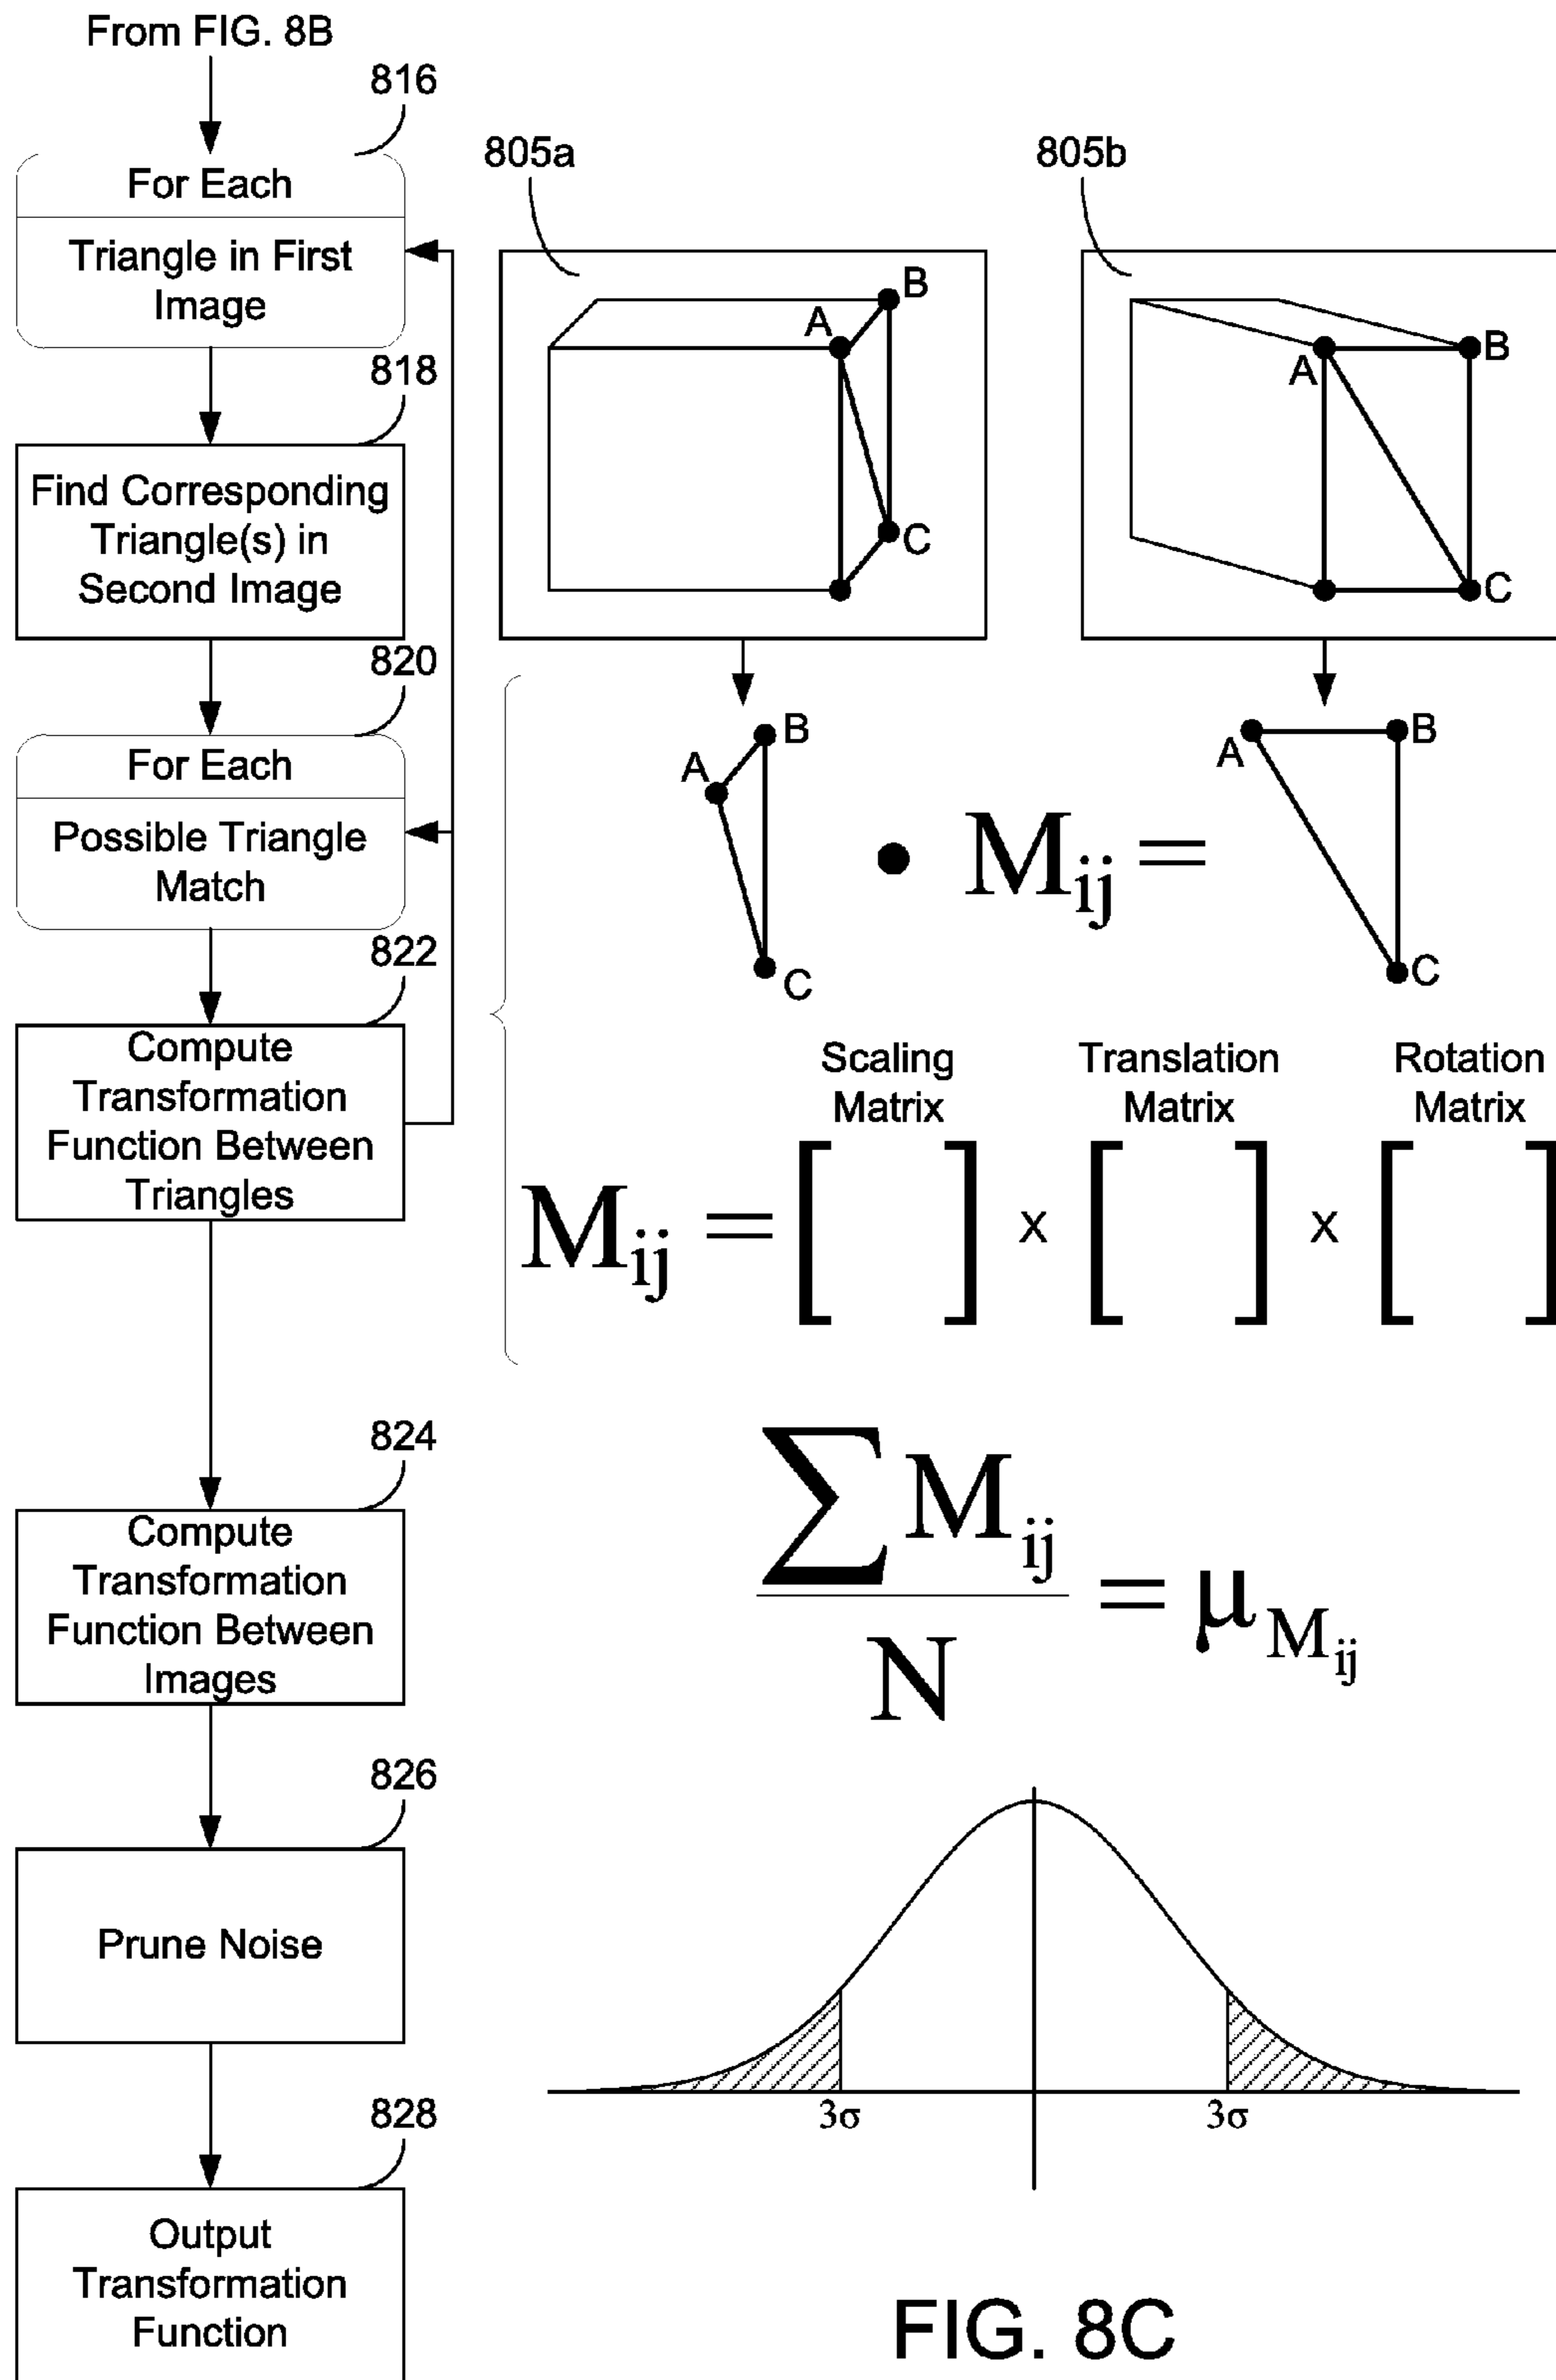 From FIG. 8B
816
For Each
Triangle in First
Image
818
Find Corresponding
Triangle(s) in
Second Image
820
For Each
Possible Triangle
Match
822
Compute
Transformation
Function Between
Triangles
824
Compute
Transformation
Function Between
Images
826
Prune Noise
828
Output
Transformation
Function
805a
B
A
C
805b
A
B
C
B
A
C
• Mij =
A
B
C
Scaling
Matrix
Translation
Matrix
Rotation
Matrix
Mij = [ ] x [ ] x [ ]
∑Mij
N
= μMij
3σ
3σ
FIG. 8C